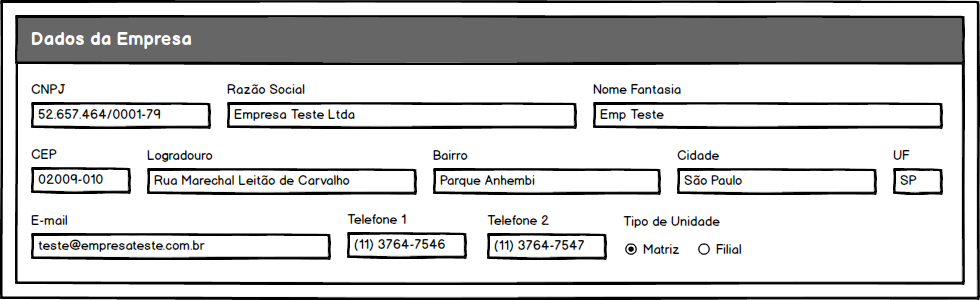 Dados da Empresa
CNPJ Razão Social Nome Fantasia
52.657.464/0001-79 Empresa Teste Ltda Emp Teste
CEP Logradouro Bairro Cidade UF
02009-010 Rua Marechal Leitão de Carvalho Parque Anhembi São Paulo SP
E-mail Telefone 1 Telefone 2 Tipo de Unidade
teste@empresateste.com.br (11) 3764-7546 (11) 3764-7547 Matriz Filial